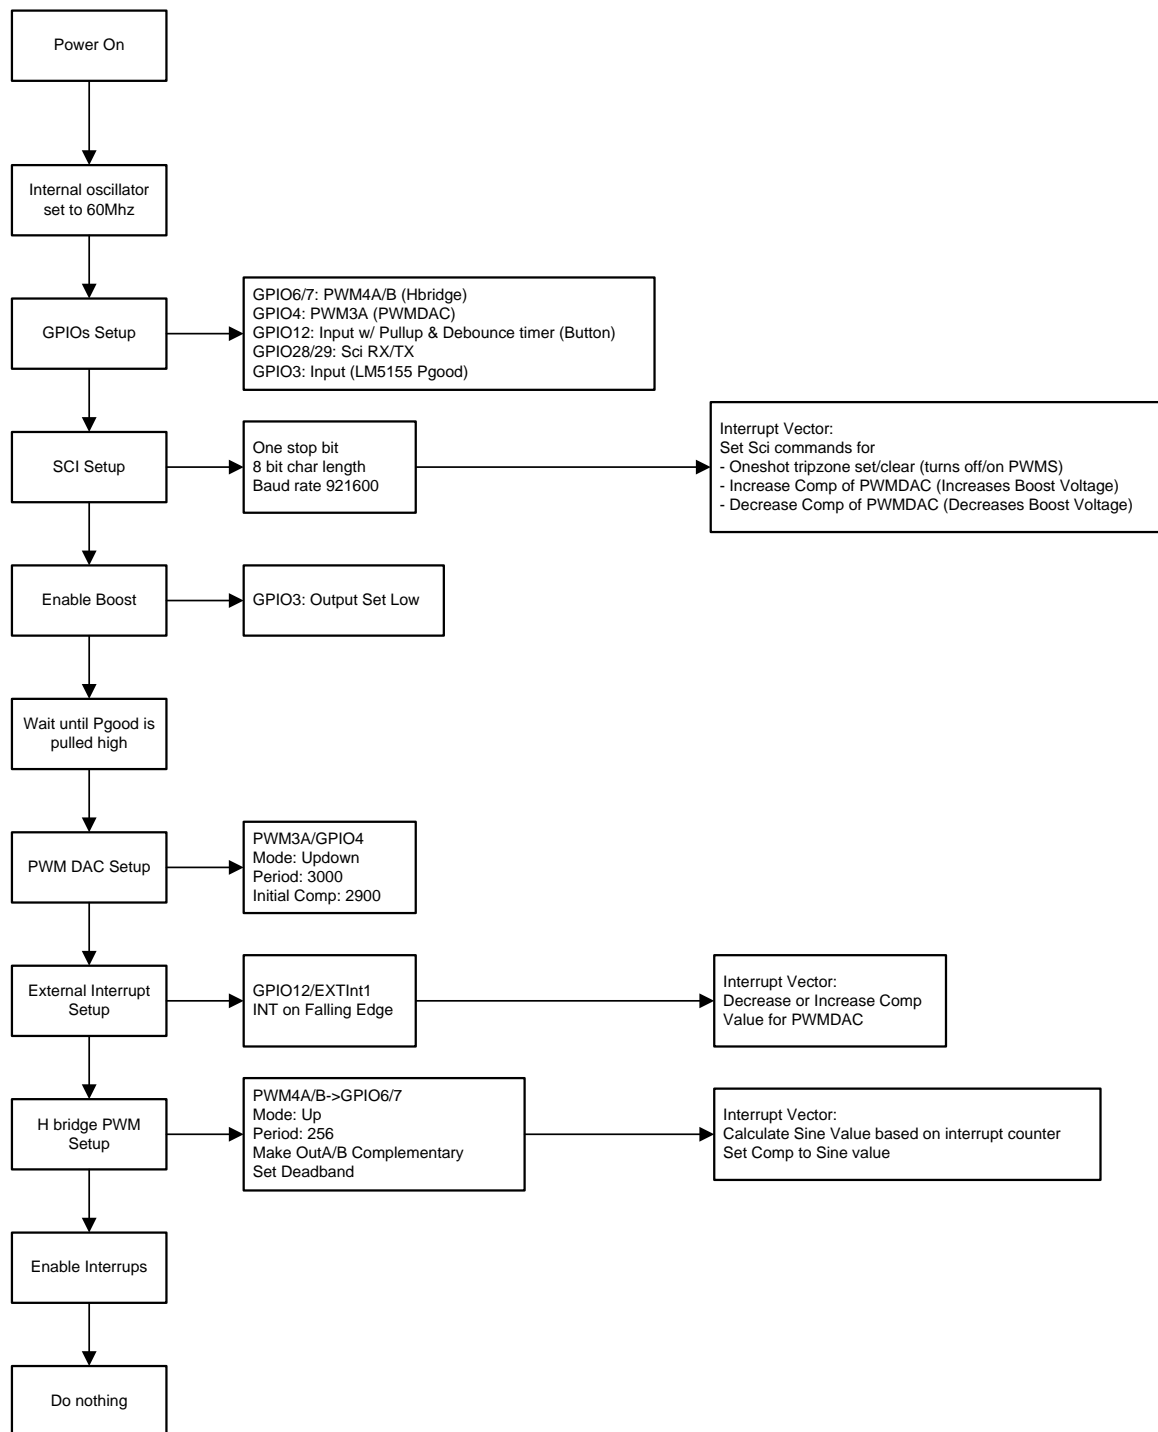 Power On
Internal oscillator
set to 60Mhz
GPIOs Setup
GPIO6/7: PWM4A/B (Hbridge)
GPIO4: PWM3A (PWMDAC)
GPIO12: Input w/ Pullup & Debounce timer (Button)
GPIO28/29: Sci RX/TX
GPIO3: Input (LM5155 Pgood)
SCI Setup
One stop bit
8 bit char length
Baud rate 921600
Interrupt Vector:
Set Sci commands for
- Oneshot tripzone set/clear (turns off/on PWMS)
- Increase Comp of PWMDAC (Increases Boost Voltage)
- Decrease Comp of PWMDAC (Decreases Boost Voltage)
Enable Boost
GPIO3: Output Set Low
Wait until Pgood is
pulled high
PWM DAC Setup
PWM3A/GPIO4
Mode: Updown
Period: 3000
Initial Comp: 2900
External Interrupt
Setup
GPIO12/EXTInt1
INT on Falling Edge
Interrupt Vector:
Decrease or Increase Comp
Value for PWMDAC
H bridge PWM
Setup
PWM4A/B->GPIO6/7
Mode: Up
Period: 256
Make OutA/B Complementary
Set Deadband
Interrupt Vector:
Calculate Sine Value based on interrupt counter
Set Comp to Sine value
Enable Interrups
Do nothing